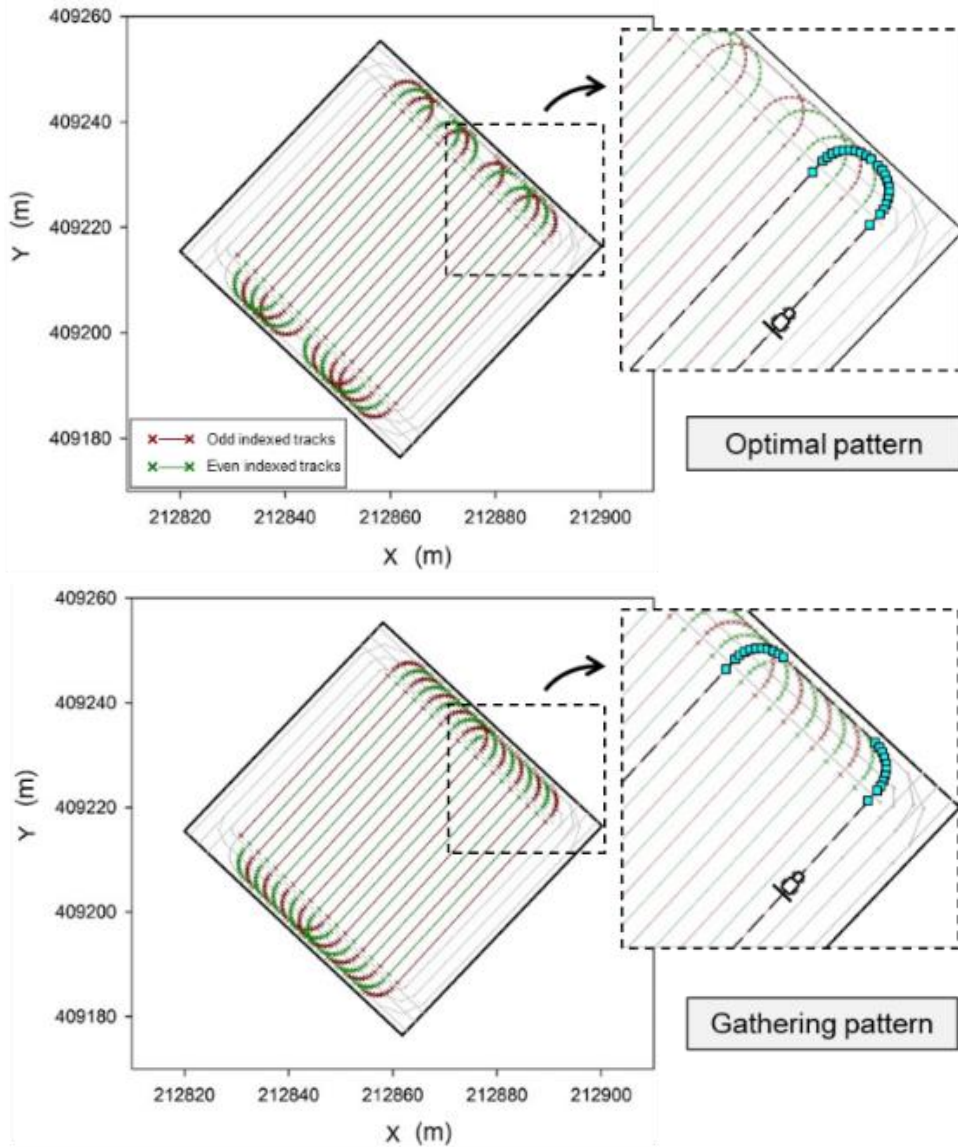 409260
409240
409220
409200
409180
Y (m)
Odd indexed tracks
Even indexed tracks
212820 212840 212860 212880 212900
X (m)
Optimal pattern
409260
409240
409220
409200
409180
Y (m)
212820 212840 212860 212880 212900
X (m)
Gathering pattern